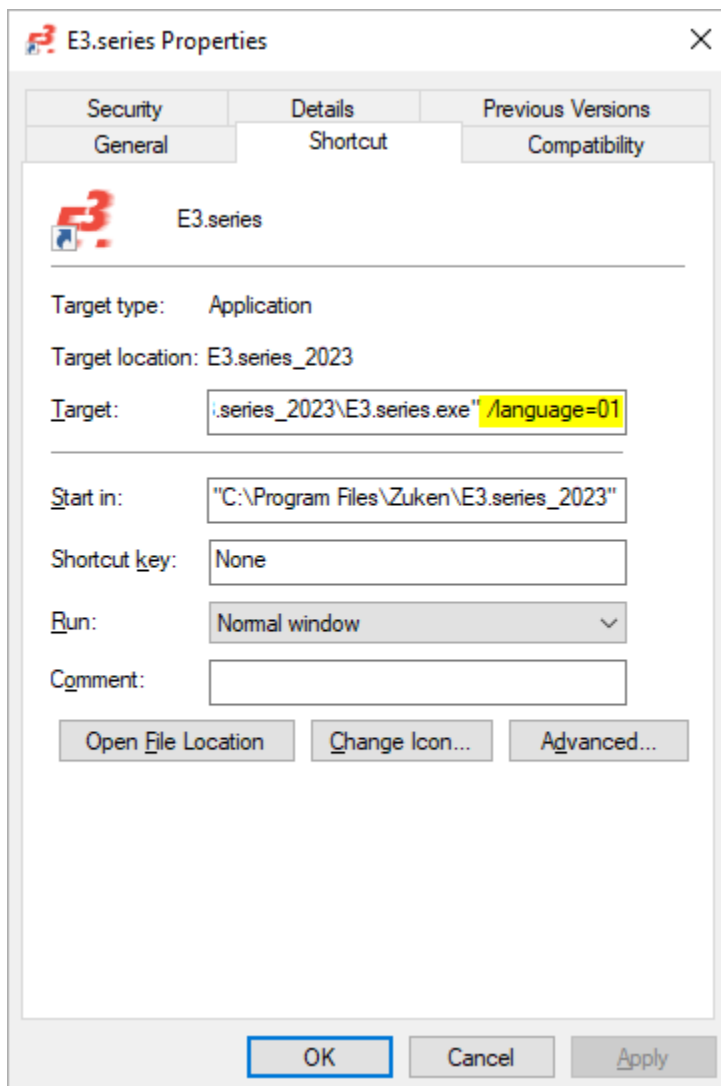 E3.series Properties
Security Details Previous Versions
General Shortcut Compatibility
E3.series
Target type: Application
Target location: E3.series_2023
Target: .series_2023\E3.series.exe" /language=01
Start in: "C:\Program Files\Zuken\E3.series_2023"
Shortcut key: None
Run: Normal window
Comment:
Open File Location Change Icon... Advanced...
OK Cancel Apply